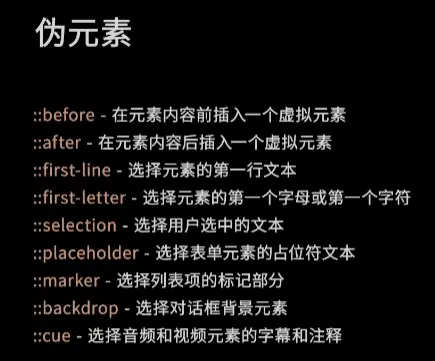 伪元素
::before - 在元素内容前插入一个虚拟元素
::after - 在元素内容后插入一个虚拟元素
::first-line - 选择元素的第一行文本
::first-letter - 选择元素的第一个字母或第一个字符
::selection - 选择用户选中的文本
::placeholder - 选择表单元素的占位符文本
::marker - 选择列表项的标记部分
::backdrop - 选择对话框背景元素
::cue - 选择音频和视频元素的字幕和注释